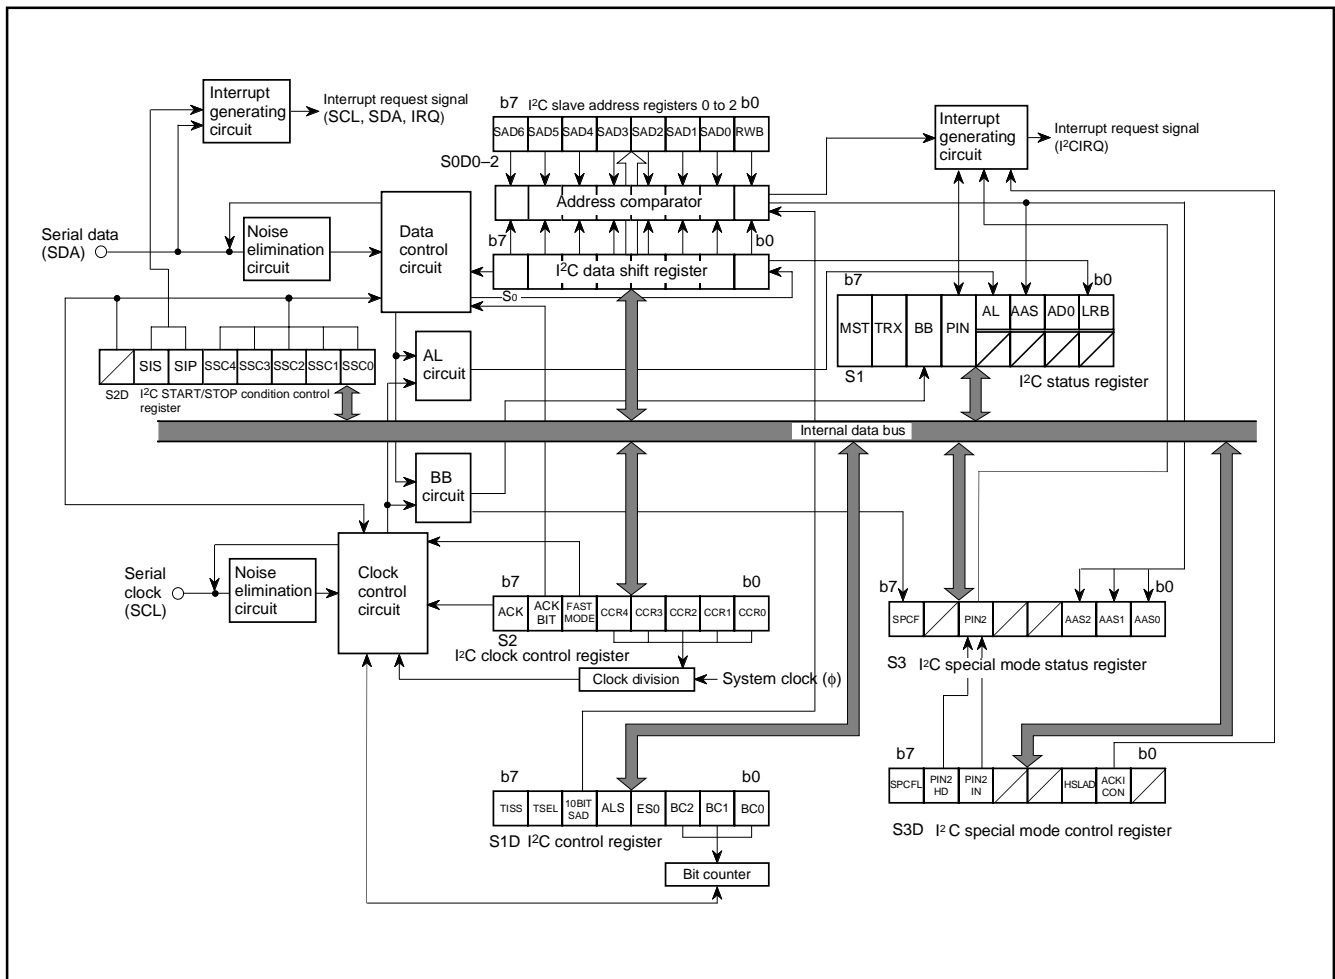 Interrupt
generating
circuit
Interrupt request signal
(SCL, SDA, IRQ)
b7 I²C slave address registers 0 to 2 b0
SAD6 SAD5 SAD4 SAD3 SAD2 SAD1 SAD0 RWB
S0D0–2
Interrupt
generating
circuit
Interrupt request signal
(I²CIRQ)
Address comparator
Serial data
(SDA)
Noise
elimination
circuit
Data
control
circuit
b7 b0
I²C data shift register
S0
b7 b0
MST TRX BB PIN AL AAS AD0 LRB
S1 I²C status register
SIS SIP SSC4 SSC3 SSC2 SSC1 SSC0
S2D I²C START/STOP condition control
register
AL
circuit
Internal data bus
BB
circuit
Serial
clock
(SCL)
Noise
elimination
circuit
Clock
control
circuit
b7 b0
ACK ACK BIT FAST MODE CCR4 CCR3 CCR2 CCR1 CCR0
S2
I²C clock control register
Clock division
System clock (ϕ)
b7 b0
SPCF PIN2 AAS2 AAS1 AAS0
S3 I²C special mode status register
b7 b0
SPCFL PIN2 HD PIN2 IN HSLAD ACKI CON
S3D I²C special mode control register
b7 b0
TISS TSEL 10BIT SAD ALS ES0 BC2 BC1 BC0
S1D I²C control register
Bit counter